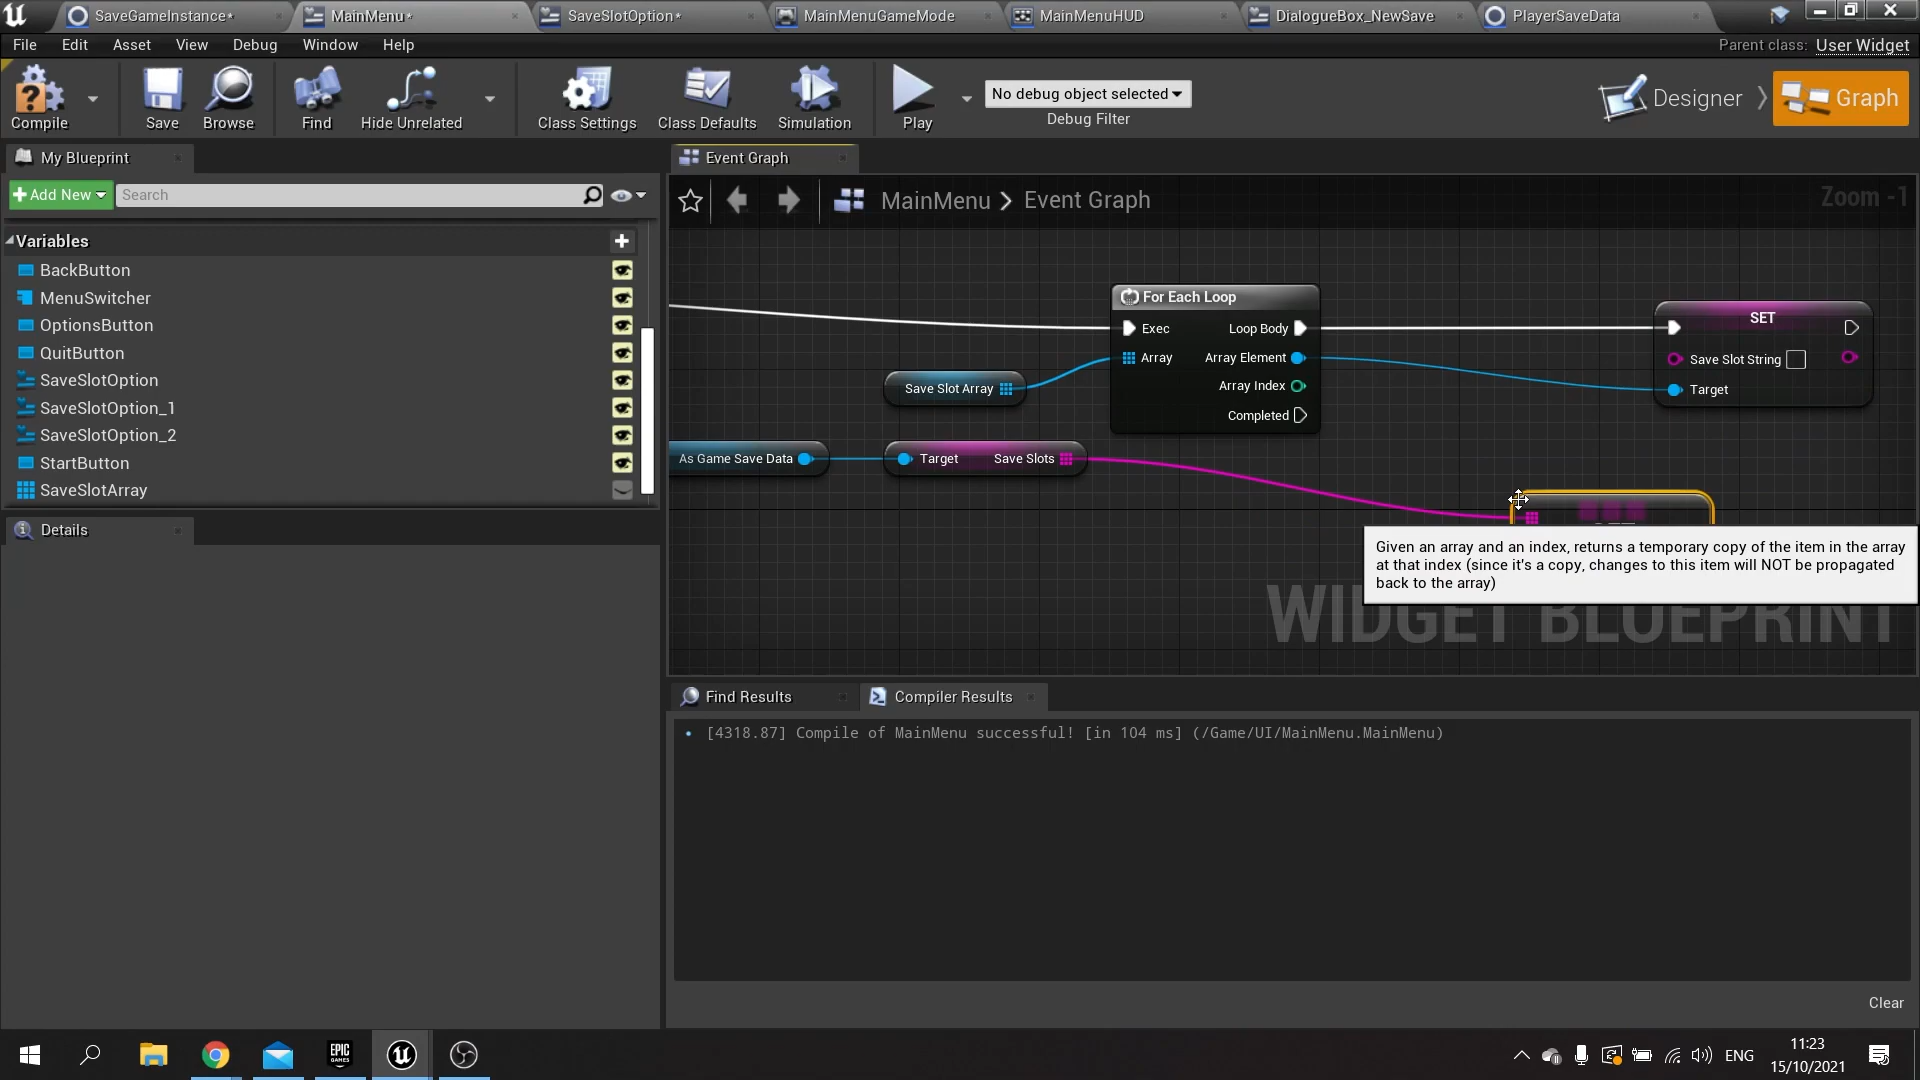 SaveGameInstance*
MainMenu*
SaveSlotOption*
MainMenuGameMode
MainMenuHUD
DialogueBox_NewSave
PlayerSaveData
File Edit Asset View Debug Window Help
Parent class: User Widget
Compile
Save
Browse
Find
Hide Unrelated
Class Settings
Class Defaults
Simulation
Play
No debug object selected
Debug Filter
Designer
Graph
My Blueprint
Add New
Search
Variables
BackButton
MenuSwitcher
OptionsButton
QuitButton
SaveSlotOption
SaveSlotOption_1
SaveSlotOption_2
StartButton
SaveSlotArray
Details
Event Graph
MainMenu > Event Graph
Zoom -1
For Each Loop
Exec Loop Body
Array Array Element
Array Index
Completed
Save Slot Array
As Game Save Data
Target Save Slots
SET
Save Slot String
Target
Given an array and an index, returns a temporary copy of the item in the array
at that index (since it's a copy, changes to this item will NOT be propagated
back to the array)
WIDGET BLUEPRINT
Find Results
Compiler Results
[4318.87] Compile of MainMenu successful! [in 104 ms] (/Game/UI/MainMenu.MainMenu)
Clear
EPIC
GAMES
ENG
11:23
15/10/2021